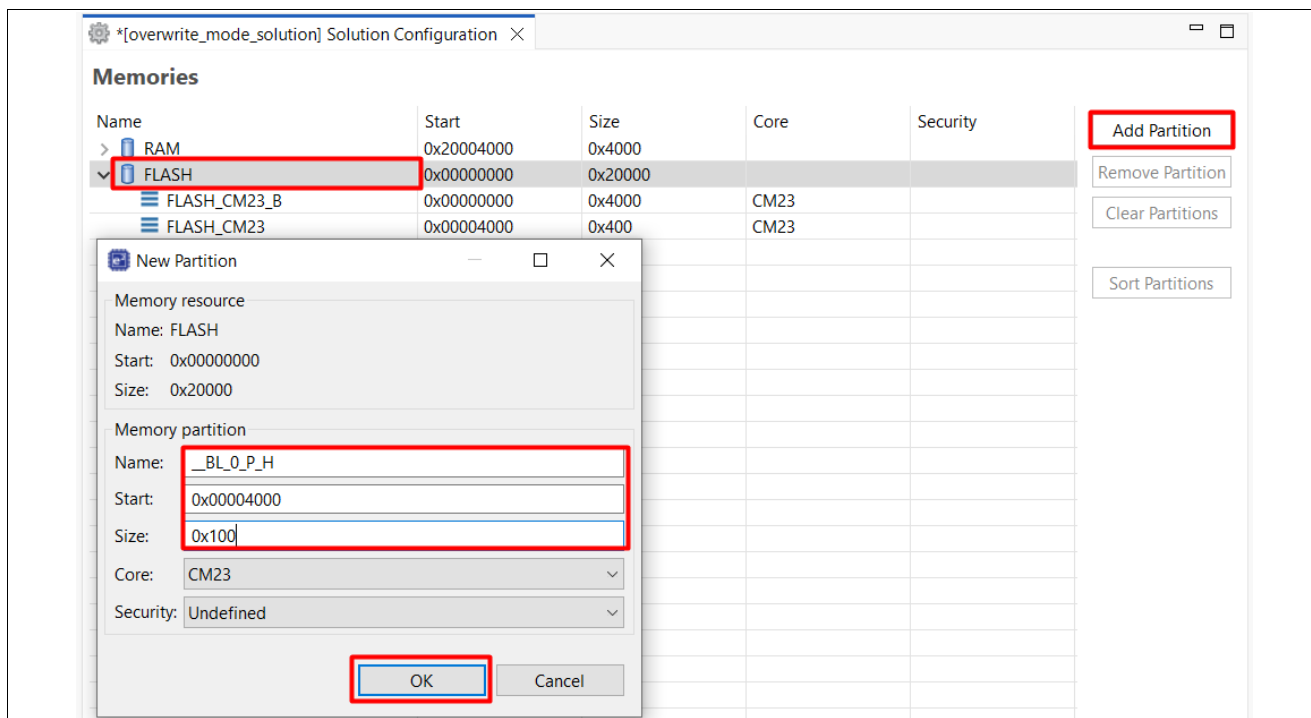 *[overwrite_mode_solution] Solution Configuration
Memories
Name Start Size Core Security
RAM 0x20004000 0x4000
FLASH 0x00000000 0x20000
FLASH_CM23_B 0x00000000 0x4000 CM23
FLASH_CM23 0x00004000 0x400 CM23
Add Partition
Remove Partition
Clear Partitions
Sort Partitions
New Partition
Memory resource
Name: FLASH
Start: 0x00000000
Size: 0x20000
Memory partition
Name: __BL_0_P_H
Start: 0x00004000
Size: 0x100
Core: CM23
Security: Undefined
OK Cancel